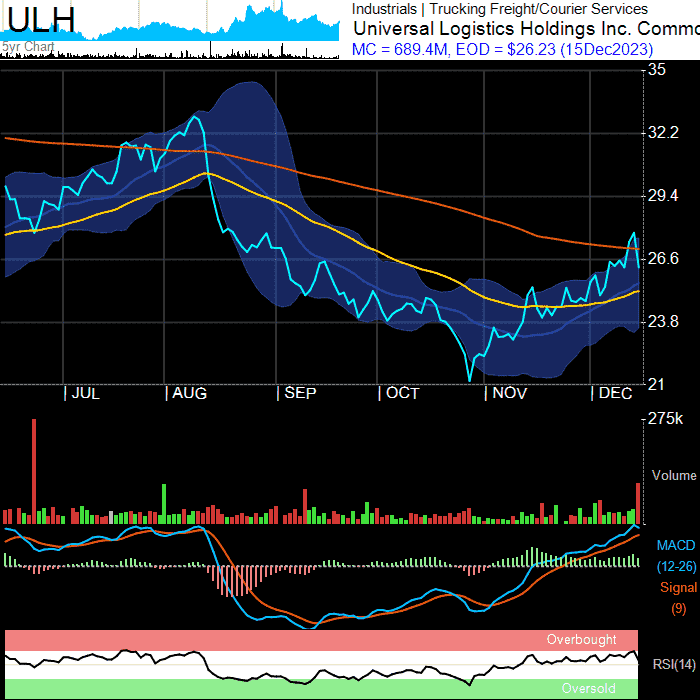 ULH
5yr Chart
Industrials | Trucking Freight/Courier Services
Universal Logistics Holdings Inc. Commo
MC = 689.4M, EOD = $26.23 (15Dec2023)
35
32.2
29.4
26.6
23.8
21
| JUL | AUG | SEP | OCT | NOV | DEC
275k
Volume
MACD
(12-26)
Signal
(9)
Overbought
RSI(14)
Oversold